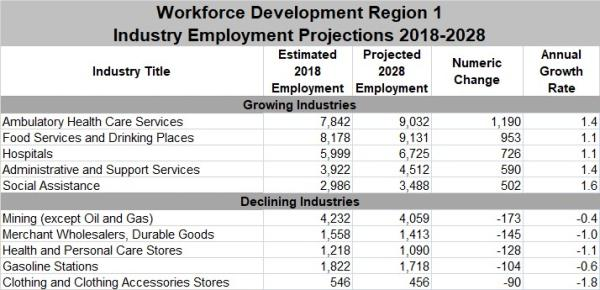 Workforce Development Region 1
Industry Employment Projections 2018-2028
Industry Title Estimated 2018 Employment Projected 2028 Employment Numeric Change Annual Growth Rate
Growing Industries
Ambulatory Health Care Services 7,842 9,032 1,190 1.4
Food Services and Drinking Places 8,178 9,131 953 1.1
Hospitals 5,999 6,725 726 1.1
Administrative and Support Services 3,922 4,512 590 1.4
Social Assistance 2,986 3,488 502 1.6
Declining Industries
Mining (except Oil and Gas) 4,232 4,059 -173 -0.4
Merchant Wholesalers, Durable Goods 1,558 1,413 -145 -1.0
Health and Personal Care Stores 1,218 1,090 -128 -1.1
Gasoline Stations 1,822 1,718 -104 -0.6
Clothing and Clothing Accessories Stores 546 456 -90 -1.8